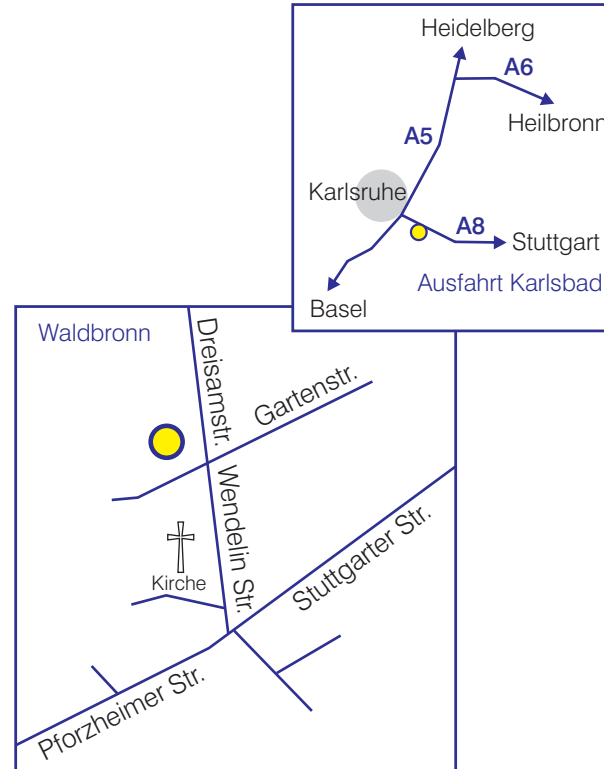 Heidelberg
A6
Heilbronn
A5
Karlsruhe
A8
Stuttgart
Ausfahrt Karlsbad
Basel
Waldbronn
Dreisamstr.
Gartenstr.
Wendelin Str.
Kirche
Stuttgarter Str.
Pforzheimer Str.